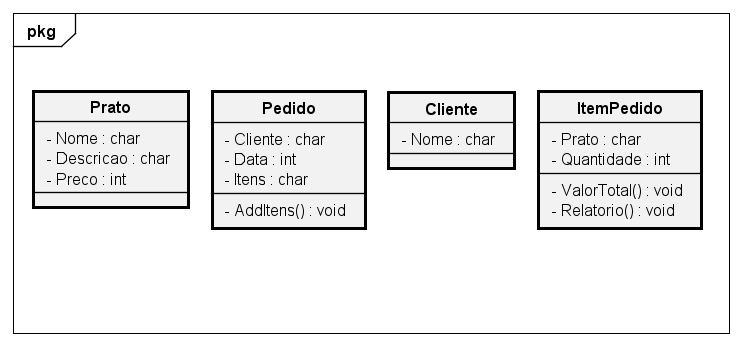 pkg
Prato
- Nome : char
- Descricao : char
- Preco : int
Pedido
- Cliente : char
- Data : int
- Itens : char
- AddItens() : void
Cliente
- Nome : char
ItemPedido
- Prato : char
- Quantidade : int
- ValorTotal() : void
- Relatorio() : void